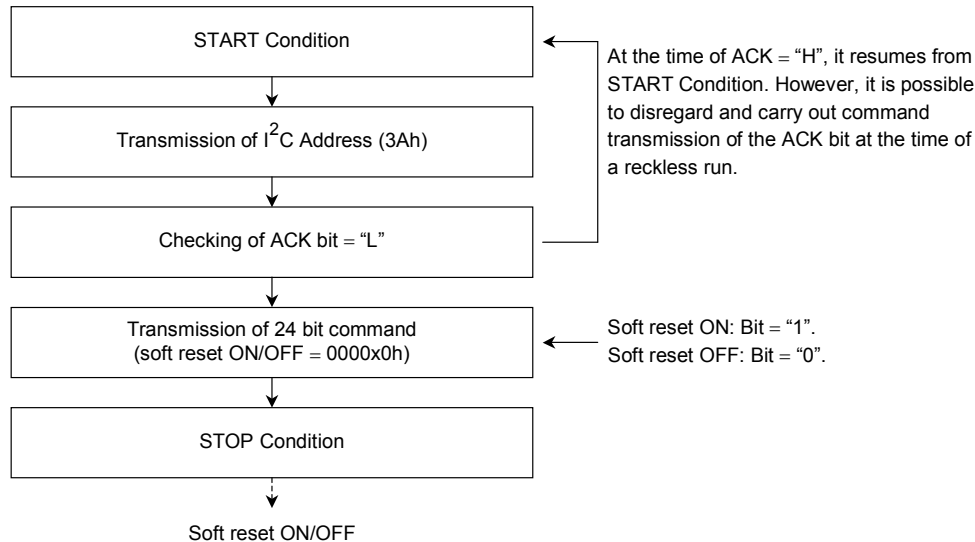 START Condition
At the time of ACK = “H”, it resumes from
START Condition. However, it is possible
to disregard and carry out command
transmission of the ACK bit at the time of
a reckless run.
Transmission of I²C Address (3Ah)
Checking of ACK bit = “L”
Transmission of 24 bit command
(soft reset ON/OFF = 0000x0h)
Soft reset ON: Bit = “1”.
Soft reset OFF: Bit = “0”.
STOP Condition
Soft reset ON/OFF